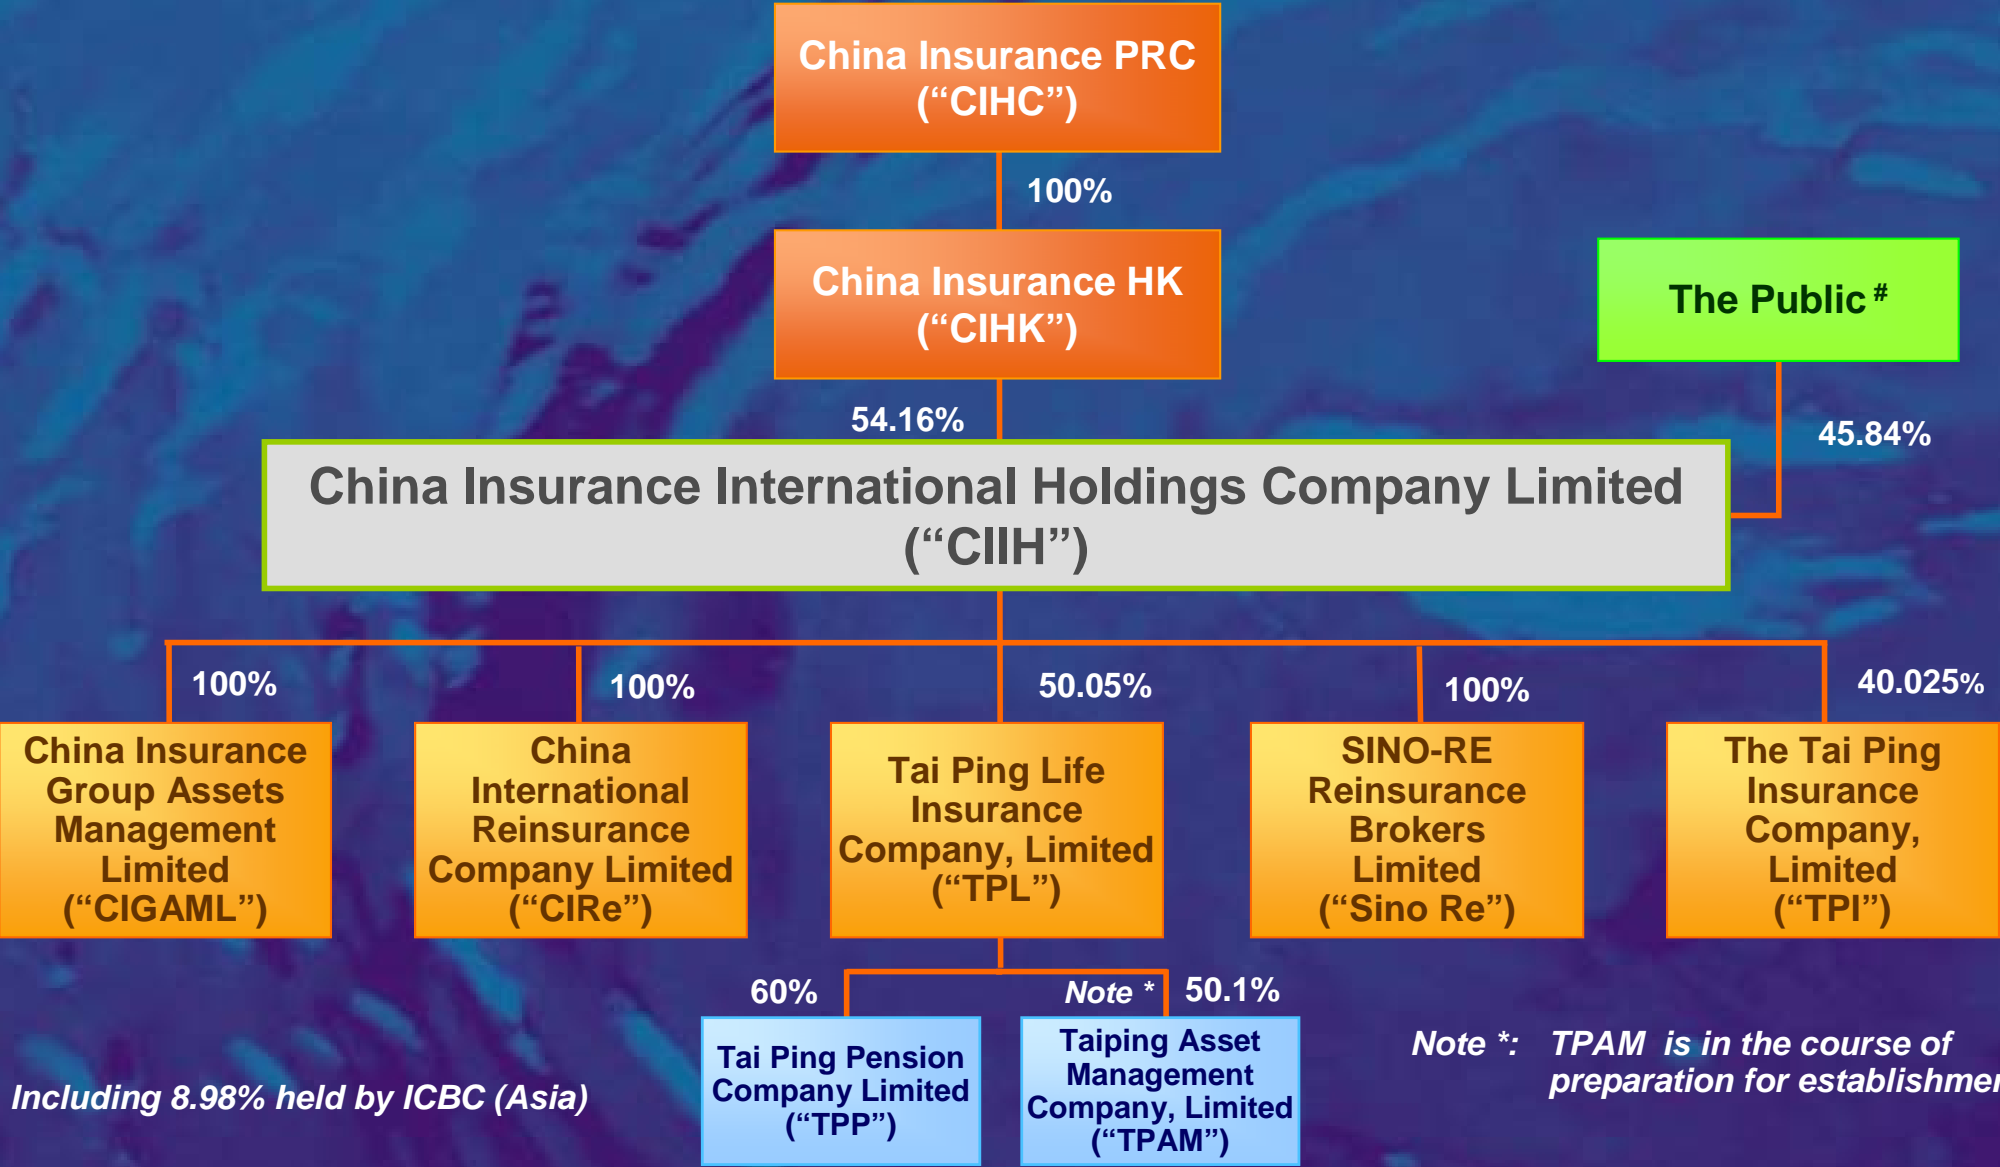 China Insurance PRC
(“CIHC”)
100%
China Insurance HK
(“CIHK”)
The Public #
54.16%
45.84%
China Insurance International Holdings Company Limited
(“CIIH”)
100%
100%
50.05%
100%
40.025%
China Insurance
Group Assets
Management
Limited
(“CIGAML”)
China
International
Reinsurance
Company Limited
(“CIRe”)
Tai Ping Life
Insurance
Company, Limited
(“TPL”)
SINO-RE
Reinsurance
Brokers
Limited
(“Sino Re”)
The Tai Ping
Insurance
Company,
Limited
(“TPI”)
60%
Note *
50.1%
Tai Ping Pension
Company Limited
(“TPP”)
Taiping Asset
Management
Company, Limited
(“TPAM”)
Note *: TPAM is in the course of
preparation for establishmen
Including 8.98% held by ICBC (Asia)